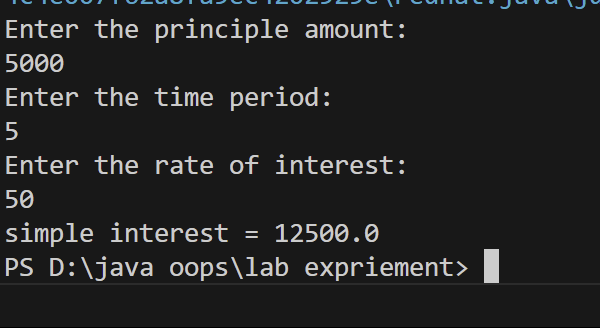 Enter the principle amount:
5000
Enter the time period:
5
Enter the rate of interest:
50
simple interest = 12500.0
PS D:\java oops\lab expriement>